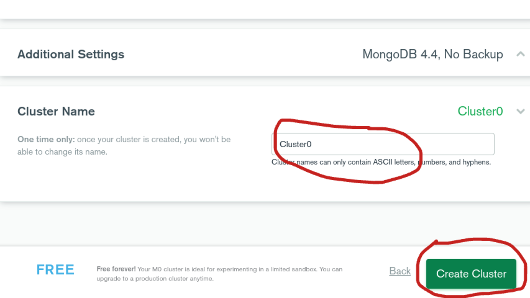 Additional Settings MongoDB 4.4, No Backup
Cluster Name Cluster0
One time only: once your cluster is created, you won't be
able to change its name.
Cluster0
Cluster names can only contain ASCII letters, numbers, and hyphens.
FREE
Free forever! Your M0 cluster is ideal for experimenting in a limited sandbox. You can
upgrade to a production cluster anytime.
Back
Create Cluster